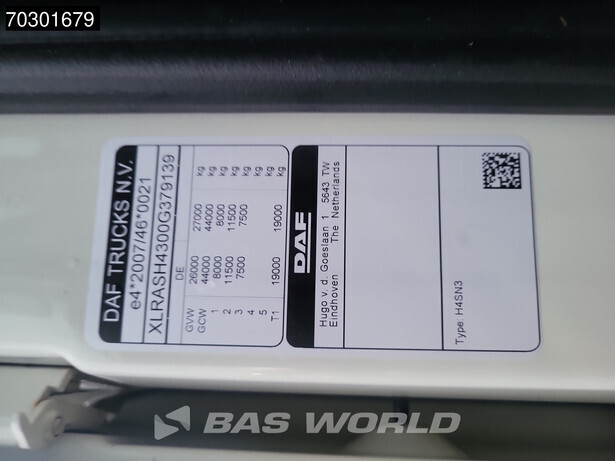 70301679
DAF TRUCKS N.V.
e4*2007/46*0021
XLRASH4300G379139
DE
GVW 26000 27000 kg
GCW 44000 44000 kg
1 8000 8000 kg
2 11500 11500 kg
3 7500 7500 kg
4 kg
5 kg
T1 19000 19000 kg
DAF
Hugo v. d. Goeslaan 1 5643 TW
Eindhoven The Netherlands
Type: H4SN3
BAS WORLD